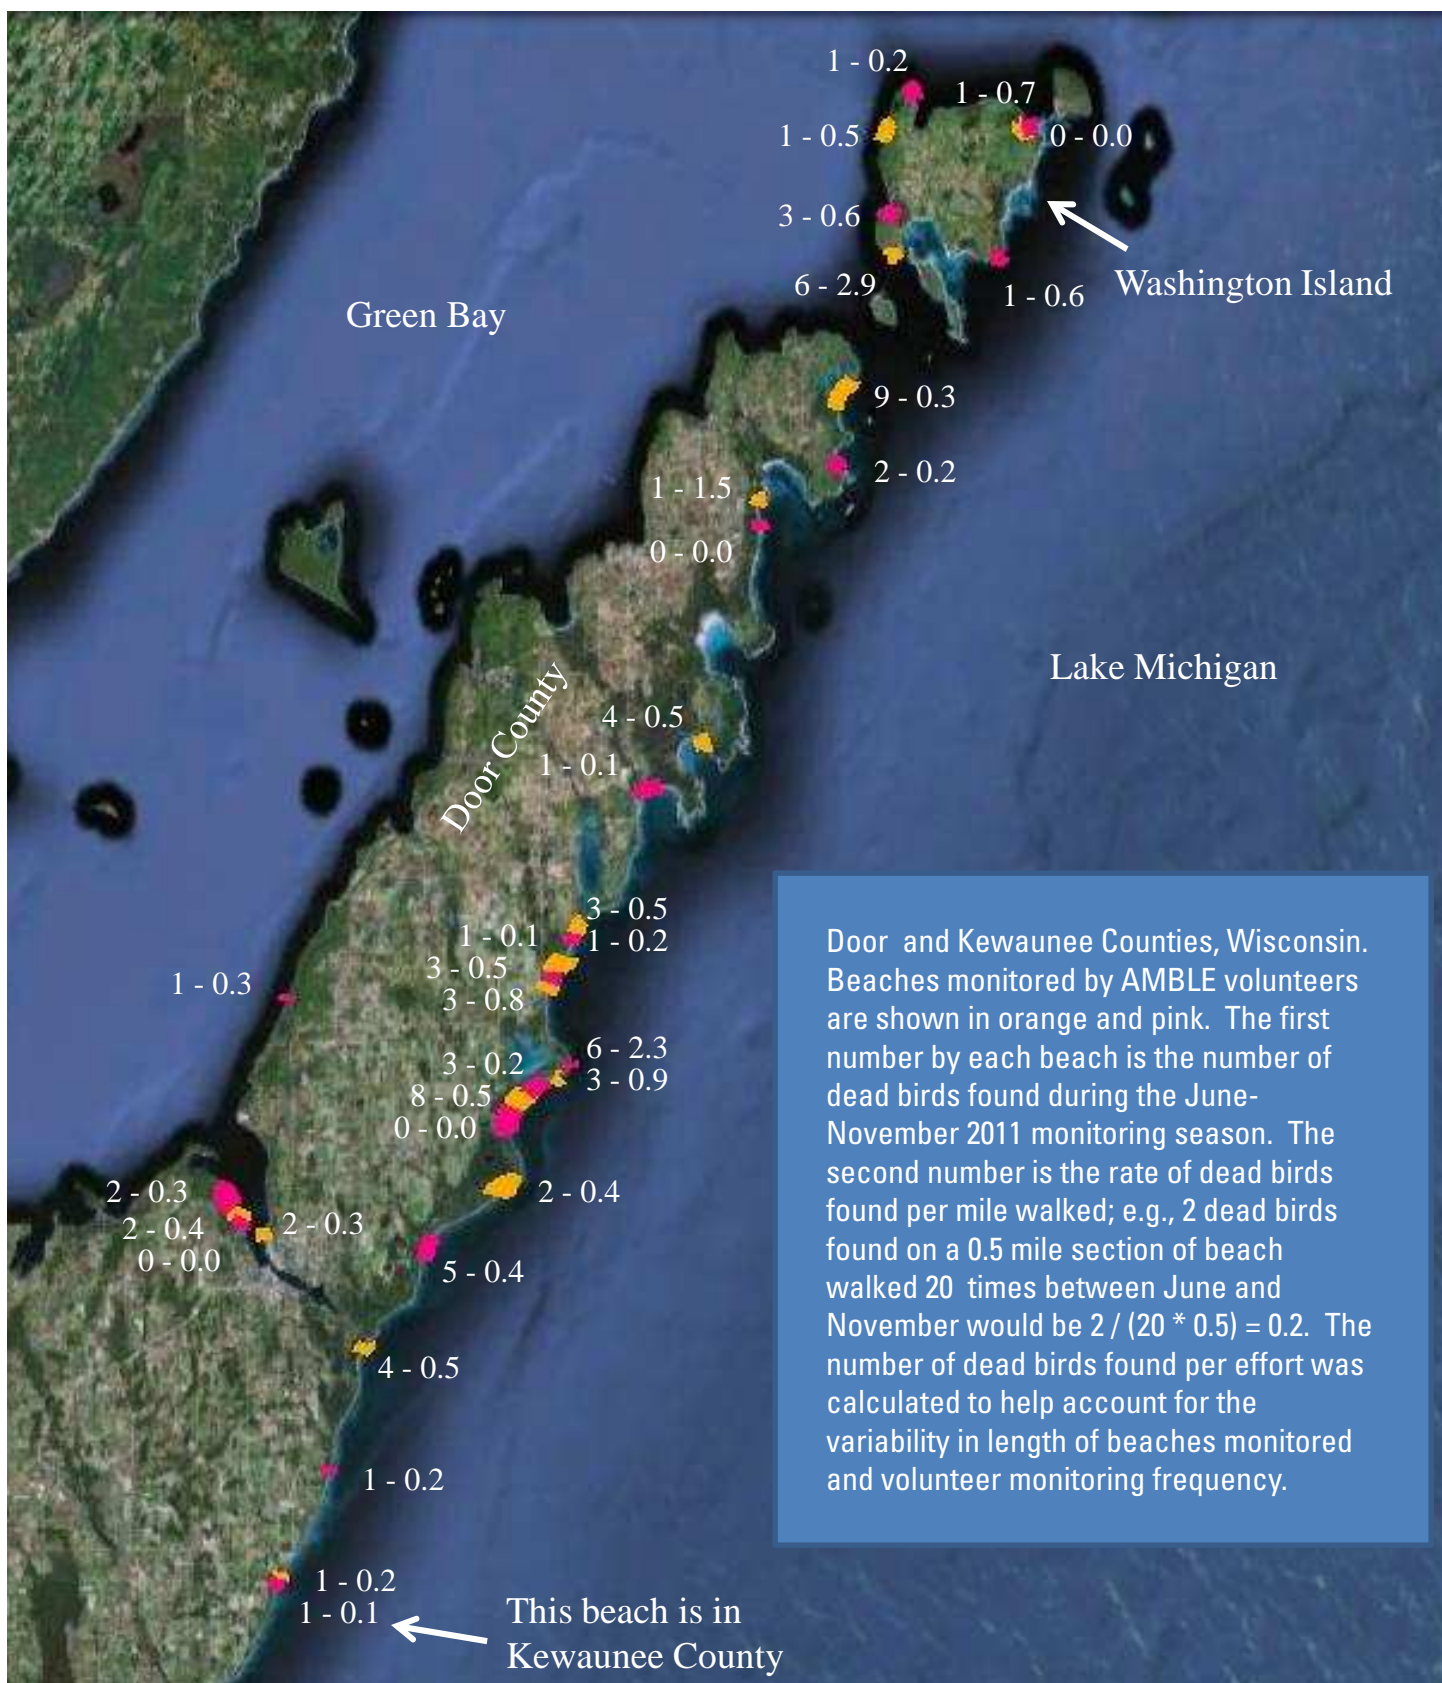 1 - 0.2
1 - 0.7
1 - 0.5
0 - 0.0
3 - 0.6
6 - 2.9
1 - 0.6
Washington Island
Green Bay
9 - 0.3
2 - 0.2
1 - 1.5
0 - 0.0
Lake Michigan
Door County
4 - 0.5
1 - 0.1
3 - 0.5
1 - 0.1
1 - 0.2
3 - 0.5
1 - 0.3
3 - 0.8
6 - 2.3
3 - 0.2
3 - 0.9
8 - 0.5
0 - 0.0
2 - 0.3
2 - 0.4
2 - 0.4
2 - 0.3
0 - 0.0
5 - 0.4
4 - 0.5
1 - 0.2
1 - 0.2
1 - 0.1
This beach is in
Kewaunee County
Door and Kewaunee Counties, Wisconsin.
Beaches monitored by AMBLE volunteers
are shown in orange and pink. The first
number by each beach is the number of
dead birds found during the June-
November 2011 monitoring season. The
second number is the rate of dead birds
found per mile walked; e.g., 2 dead birds
found on a 0.5 mile section of beach
walked 20 times between June and
November would be 2 / (20 * 0.5) = 0.2. The
number of dead birds found per effort was
calculated to help account for the
variability in length of beaches monitored
and volunteer monitoring frequency.